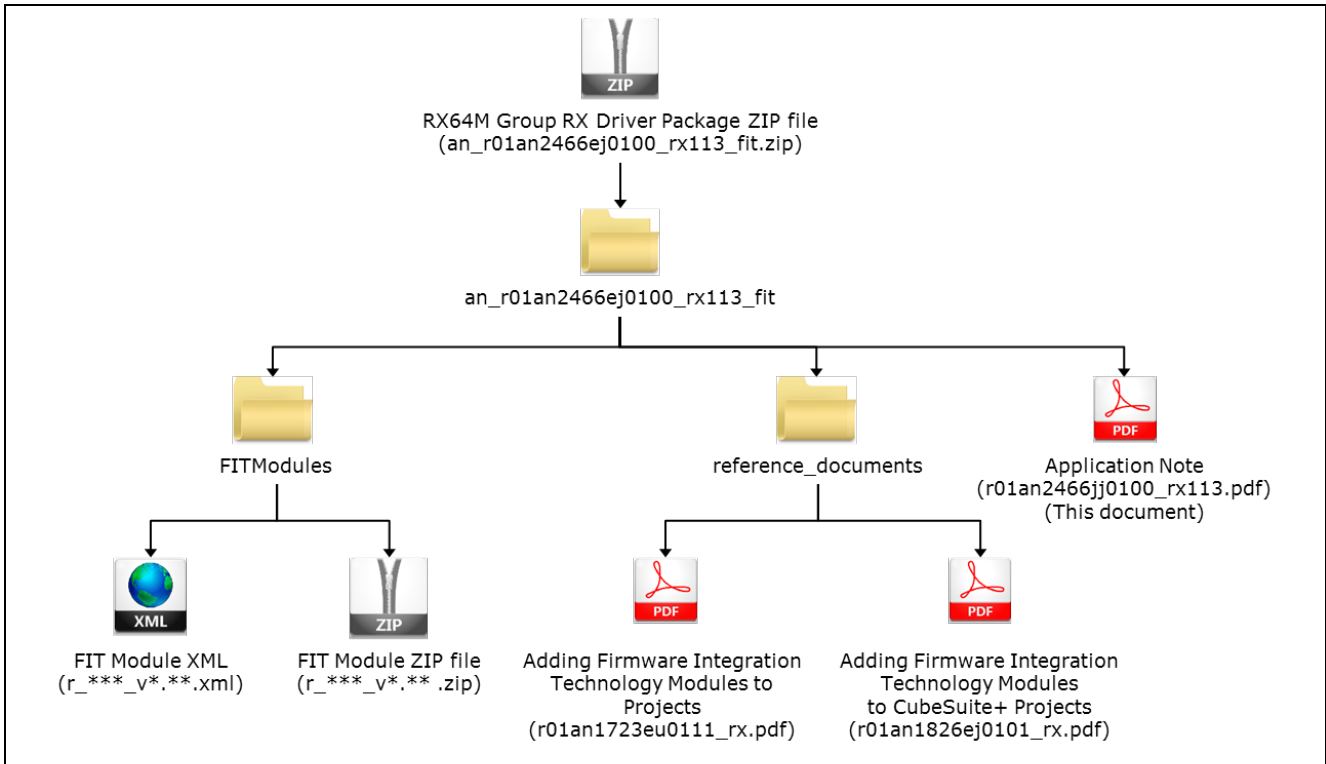 ZIP
RX64M Group RX Driver Package ZIP file
(an_r01an2466ej0100_rx113_fit.zip)
an_r01an2466ej0100_rx113_fit
FITModules
reference_documents
PDF
Application Note
(r01an2466jj0100_rx113.pdf)
(This document)
XML
FIT Module XML
(r_***_v*.**.xml)
ZIP
FIT Module ZIP file
(r_***_v*.** .zip)
PDF
Adding Firmware Integration
Technology Modules to
Projects
(r01an1723eu0111_rx.pdf)
PDF
Adding Firmware Integration
Technology Modules
to CubeSuite+ Projects
(r01an1826ej0101_rx.pdf)